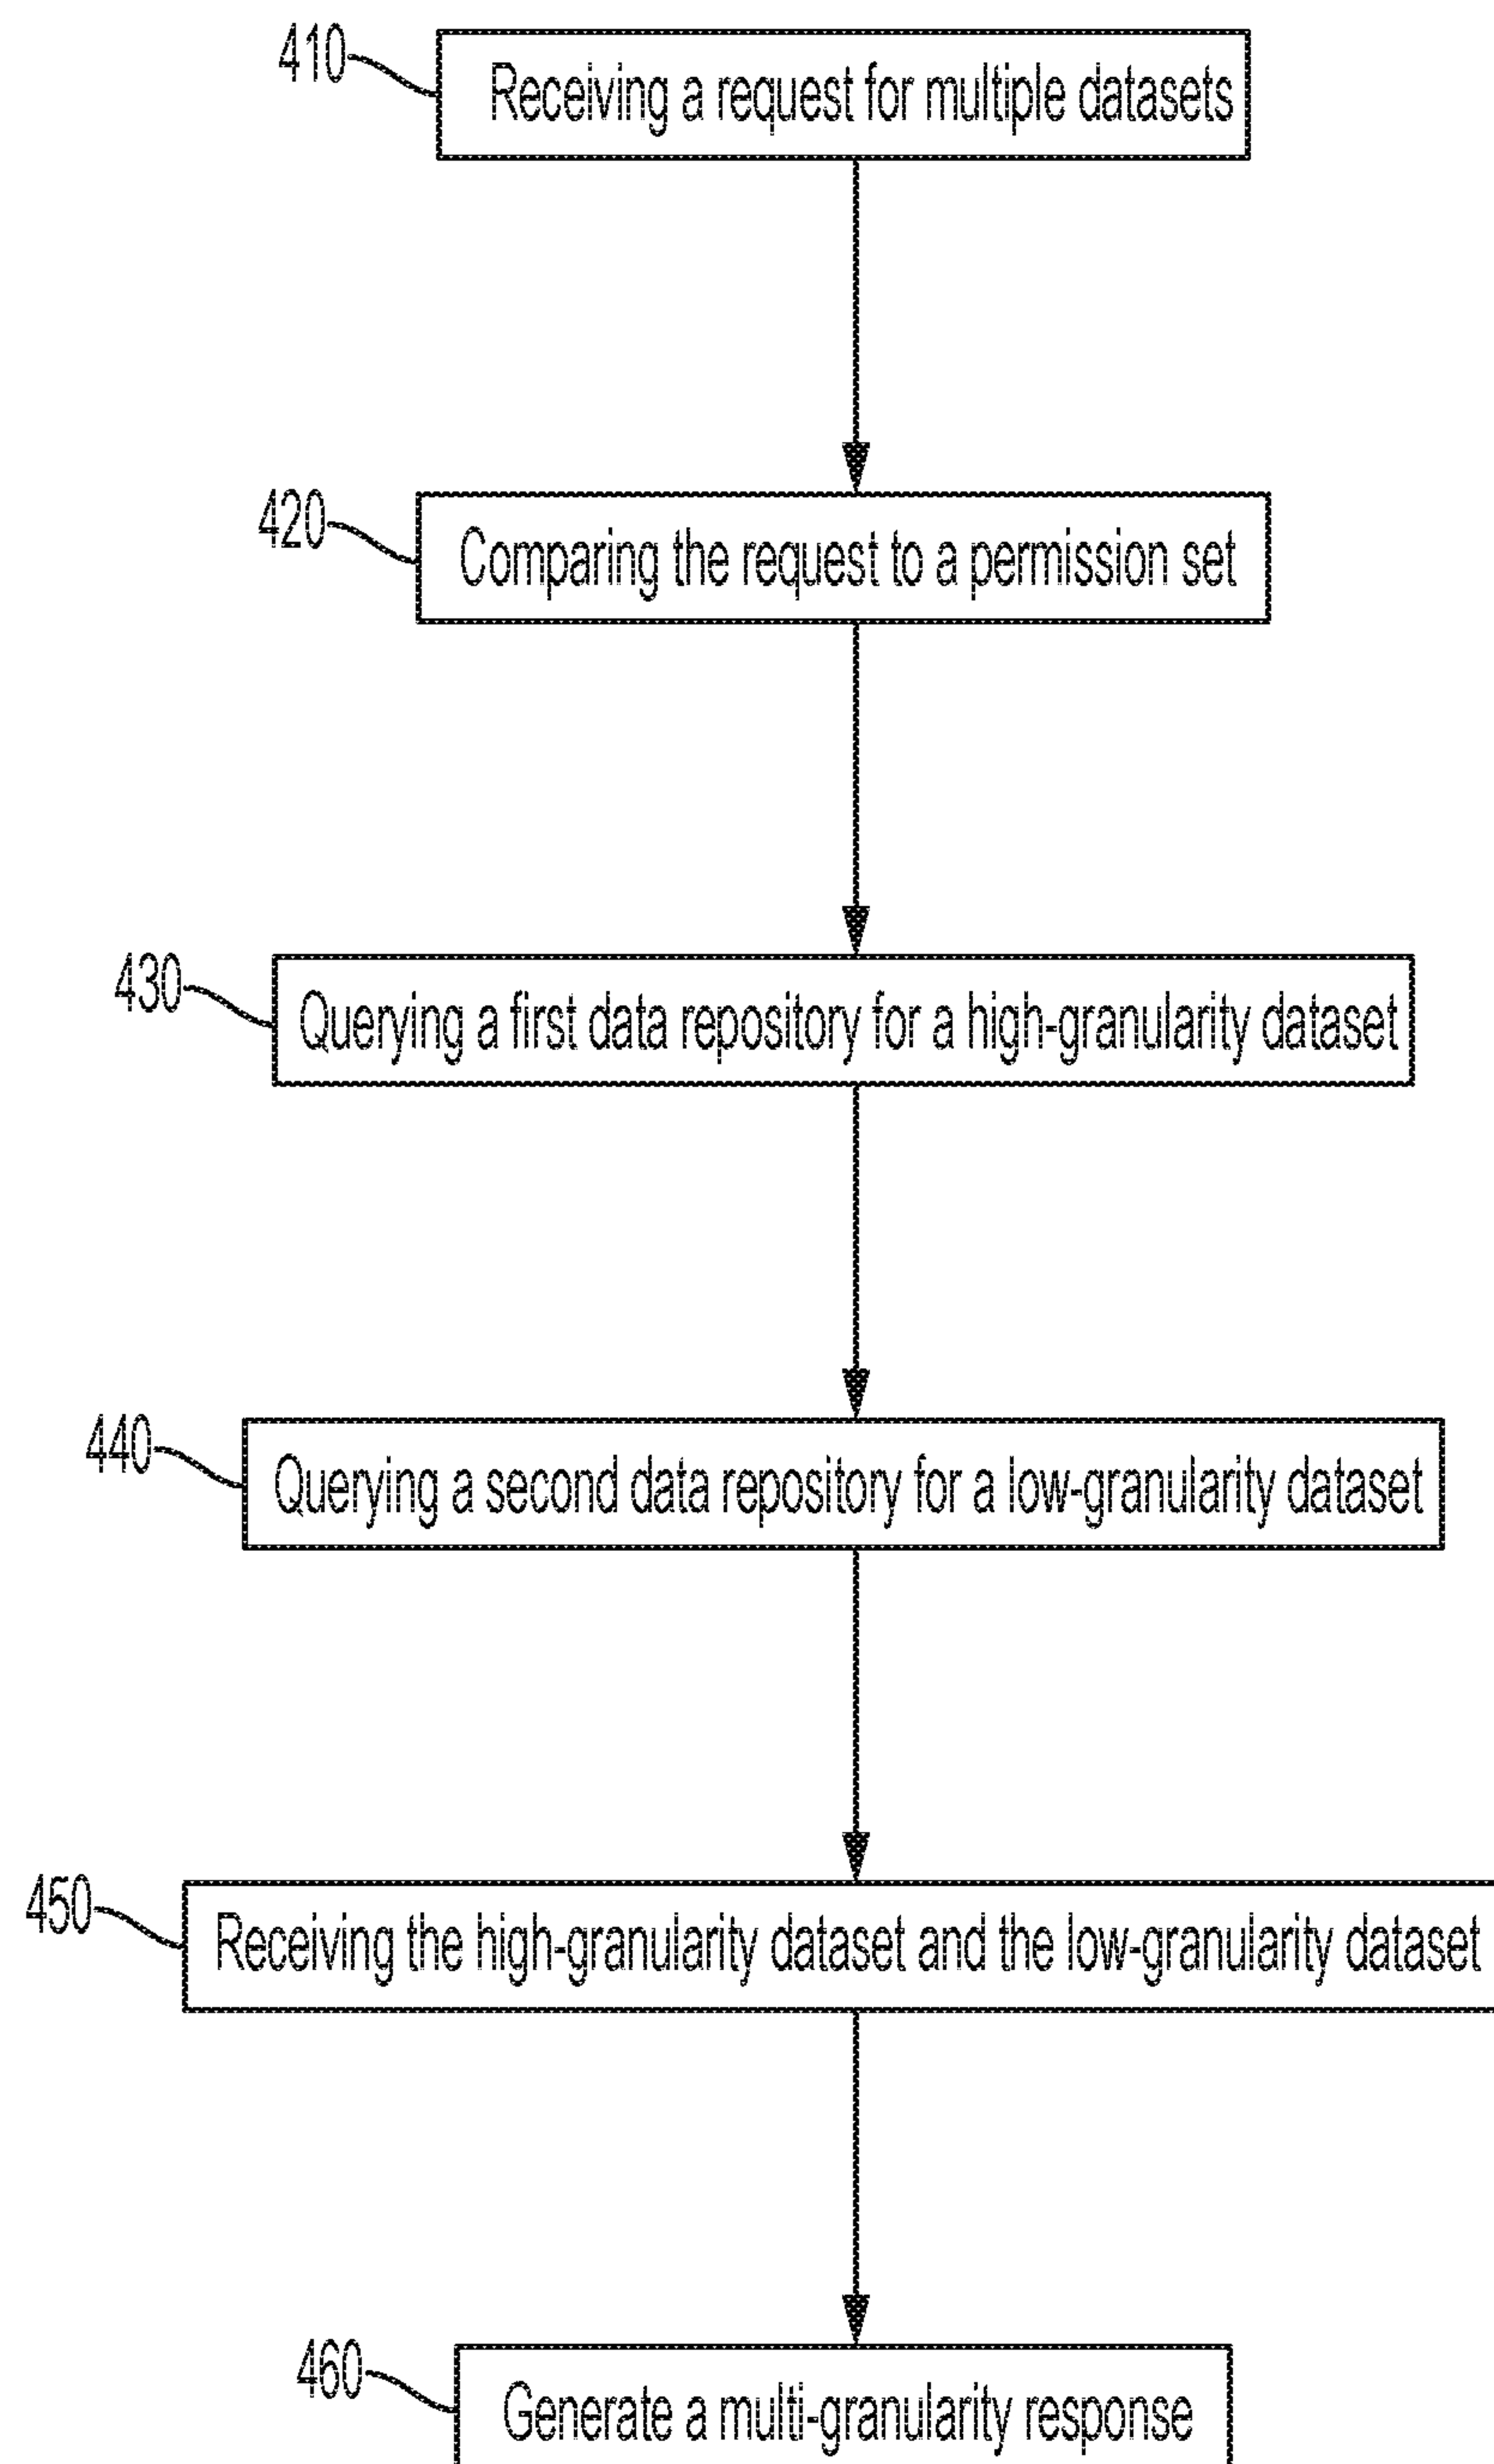 410
Receiving a request for multiple datasets
420
Comparing the request to a permission set
430
Querying a first data repository for a high-granularity dataset
440
Querying a second data repository for a low-granularity dataset
450
Receiving the high-granularity dataset and the low-granularity dataset
460
Generate a multi-granularity response